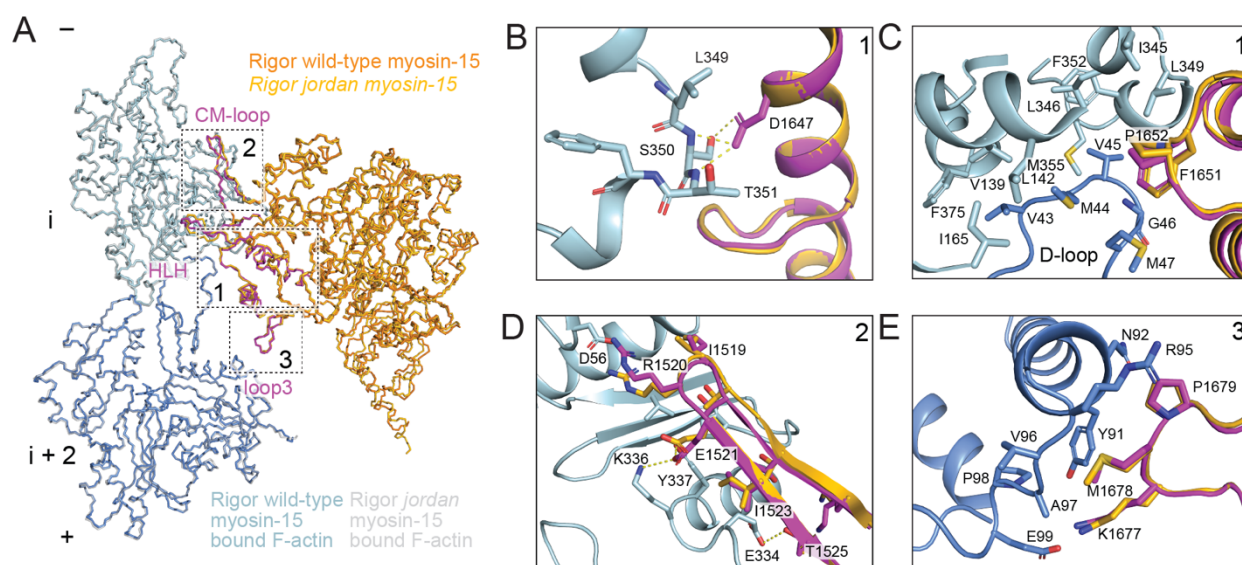 A
−
Rigor wild-type myosin-15
Rigor jordan myosin-15
CM-loop
2
i
HLH
1
3
loop3
i + 2
+
Rigor wild-type
myosin-15
bound F-actin
Rigor jordan
myosin-15
bound F-actin
B
1
L349
D1647
S350
T351
C
1
I345
F352
L349
L346
P1652
V45
M355
F1651
V139
L142
M44
G46
F375
V43
I165
M47
D-loop
D
2
I1519
D56
R1520
K336
E1521
Y337
I1523
E334
T1525
E
3
N92
R95
P1679
V96
Y91
P98
M1678
A97
K1677
E99